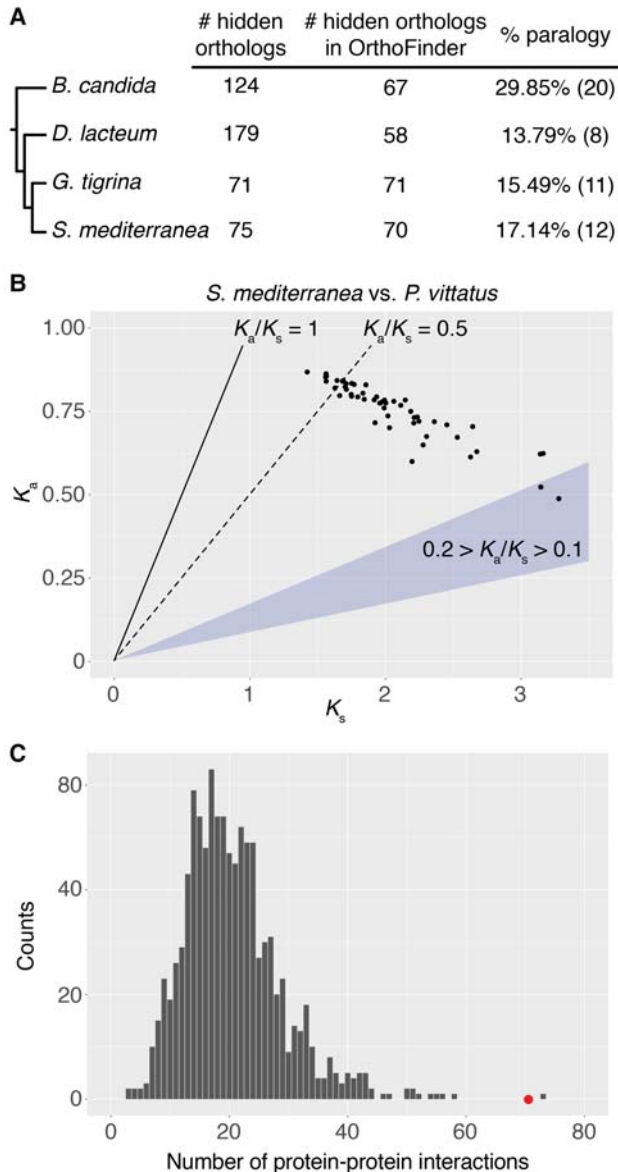 A
# hidden orthologs # hidden orthologs in OrthoFinder % paralogy
B. candida 124 67 29.85% (20)
D. lacteum 179 58 13.79% (8)
G. tigrina 71 71 15.49% (11)
S. mediterranea 75 70 17.14% (12)
B
S. mediterranea vs. P. vittatus
Ka/Ks = 1 Ka/Ks = 0.5
1.00
0.75
0.50
0.25
0
Ka
0.2 > Ka/Ks > 0.1
0 1 2 3
Ks
C
80
40
20
0
Counts
0 20 40 60 80
Number of protein-protein interactions